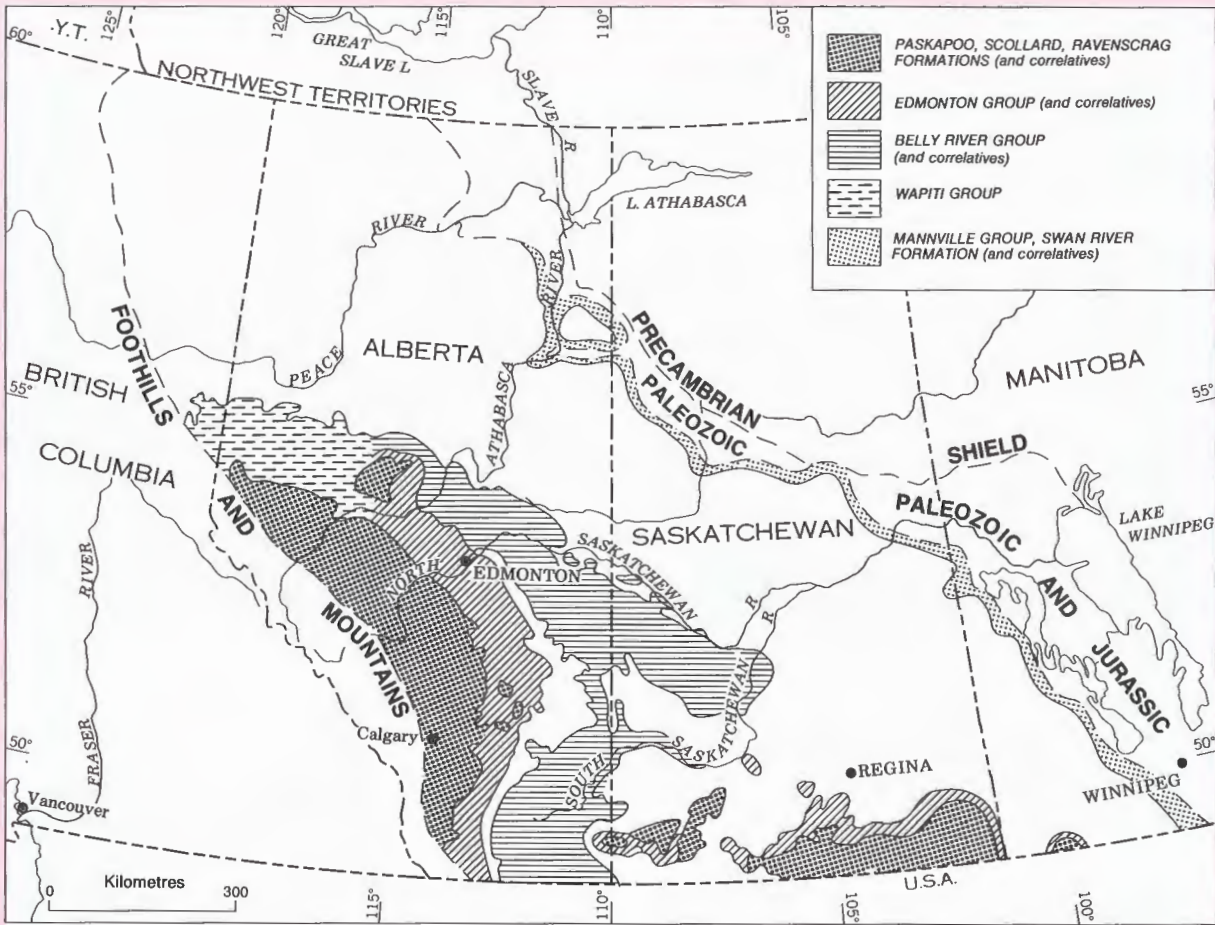 125°
120°
115°
110°
105°
60°
Y.T.
GREAT
SLAVE L
NORTHWEST TERRITORIES
SLAVE
R
L. ATHABASCA
RIVER
RIVER
PASKAPOO, SCOLLARD, RAVENSCRAG
FORMATIONS (and correlatives)
EDMONTON GROUP (and correlatives)
BELLY RIVER GROUP
(and correlatives)
WAPITI GROUP
MANNVILLE GROUP, SWAN RIVER
FORMATION (and correlatives)
FOOTHILLS
ALBERTA
PEACE
ATHABASCA
PRECAMBRIAN
PALEOZOIC
MANITOBA
BRITISH
55°
55°
COLUMBIA
SHIELD
AND
PALEOZOIC
LAKE
WINNIPEG
SASKATCHEWAN
SASKATCHEWAN
NORTH
EDMONTON
R
R
AND
RIVER
MOUNTAINS
JURASSIC
Calgary
SASKATCHEWAN
50°
50°
FRASER
SOUTH
REGINA
WINNIPEG
Vancouver
U.S.A.
0
Kilometres
300
115°
110°
105°
100°